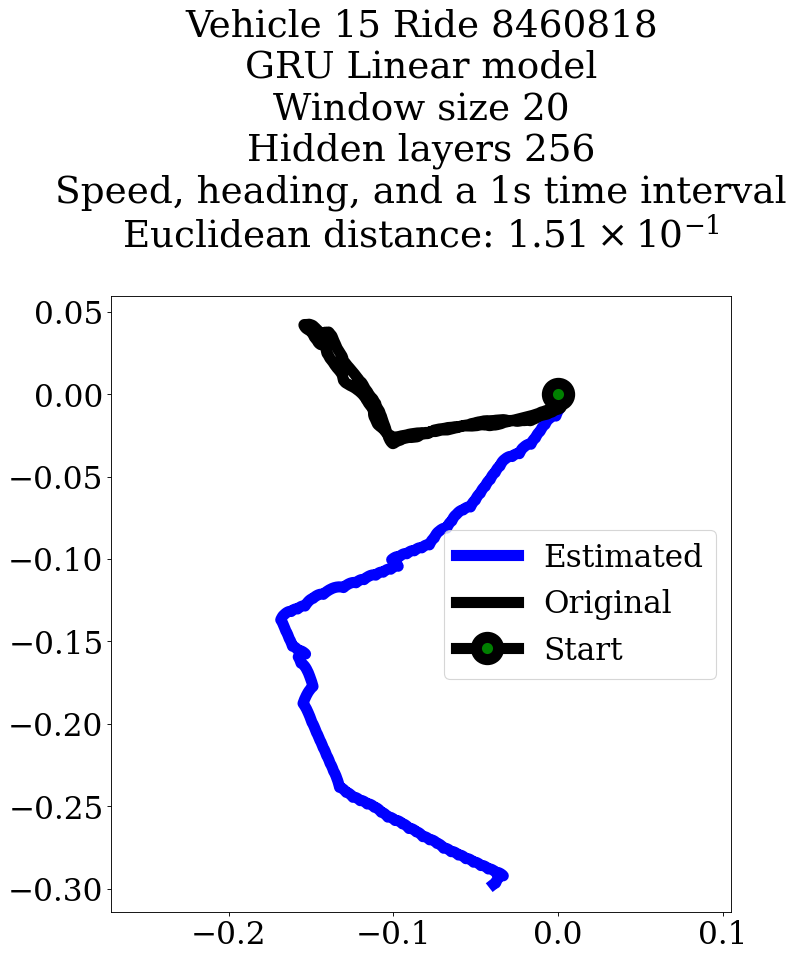 Vehicle 15 Ride 8460818
GRU Linear model
Window size 20
Hidden layers 256
Speed, heading, and a 1s time interval
Euclidean distance: 1.51 × 10⁻¹
0.05
0.00
−0.05
−0.10
−0.15
−0.20
−0.25
−0.30
Estimated
Original
Start
−0.2 −0.1 0.0 0.1